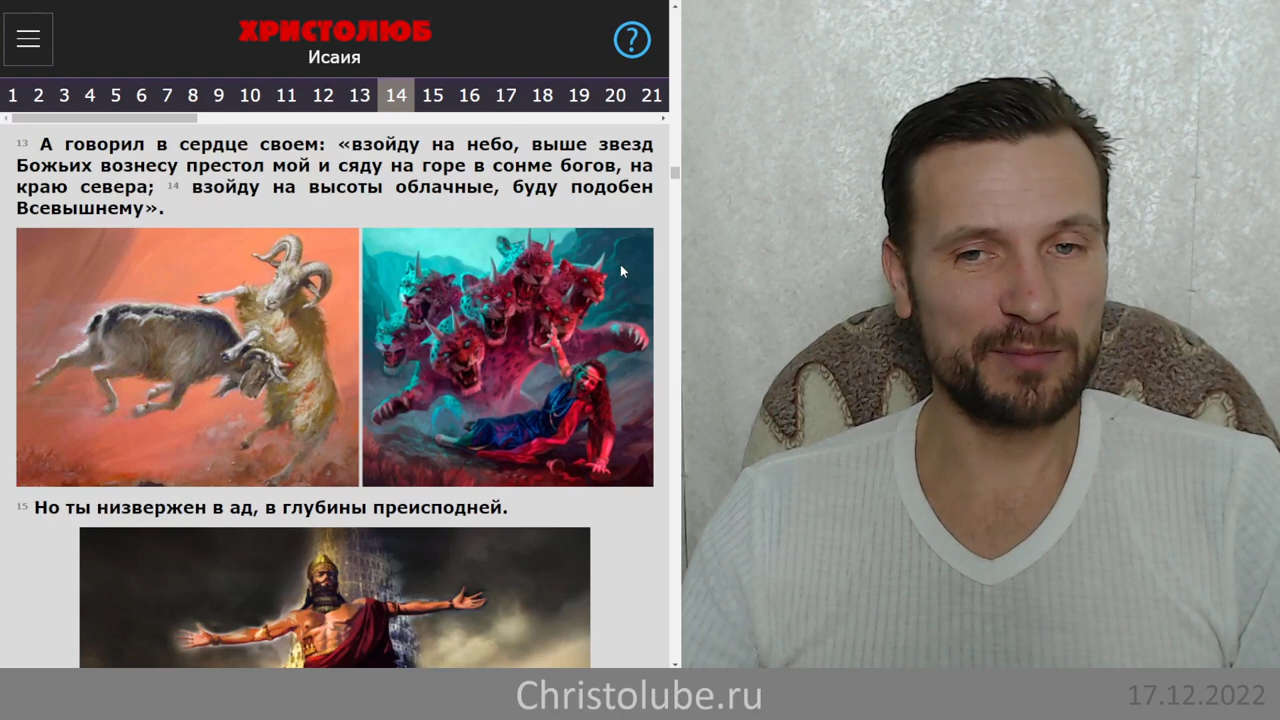 ХРИСТОЛЮБ
Исаия
1 2 3 4 5 6 7 8 9 10 11 12 13 14 15 16 17 18 19 20 21
13 А говорил в сердце своем: «взойду на небо, выше звезд
Божьих вознесу престол мой и сяду на горе в сонме богов, на
краю севера; 14 взойду на высоты облачные, буду подобен
Всевышнему».
15 Но ты низвержен в ад, в глубины преисподней.
Christolube.ru
17.12.2022